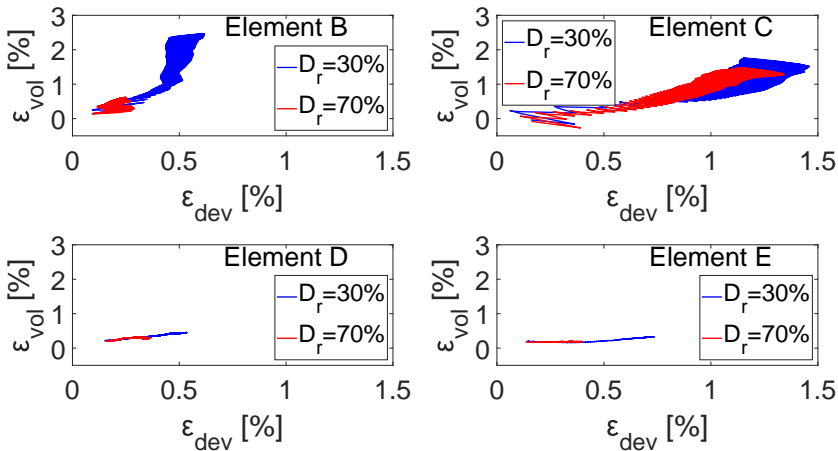 Element B
D_r=30%
D_r=70%
3
2
1
0
ε_vol [%]
0
0.5
1
1.5
ε_dev [%]
Element C
D_r=30%
D_r=70%
3
2
1
0
ε_vol [%]
0
0.5
1
1.5
ε_dev [%]
Element D
D_r=30%
D_r=70%
3
2
1
0
ε_vol [%]
0
0.5
1
1.5
ε_dev [%]
Element E
D_r=30%
D_r=70%
3
2
1
0
ε_vol [%]
0
0.5
1
1.5
ε_dev [%]